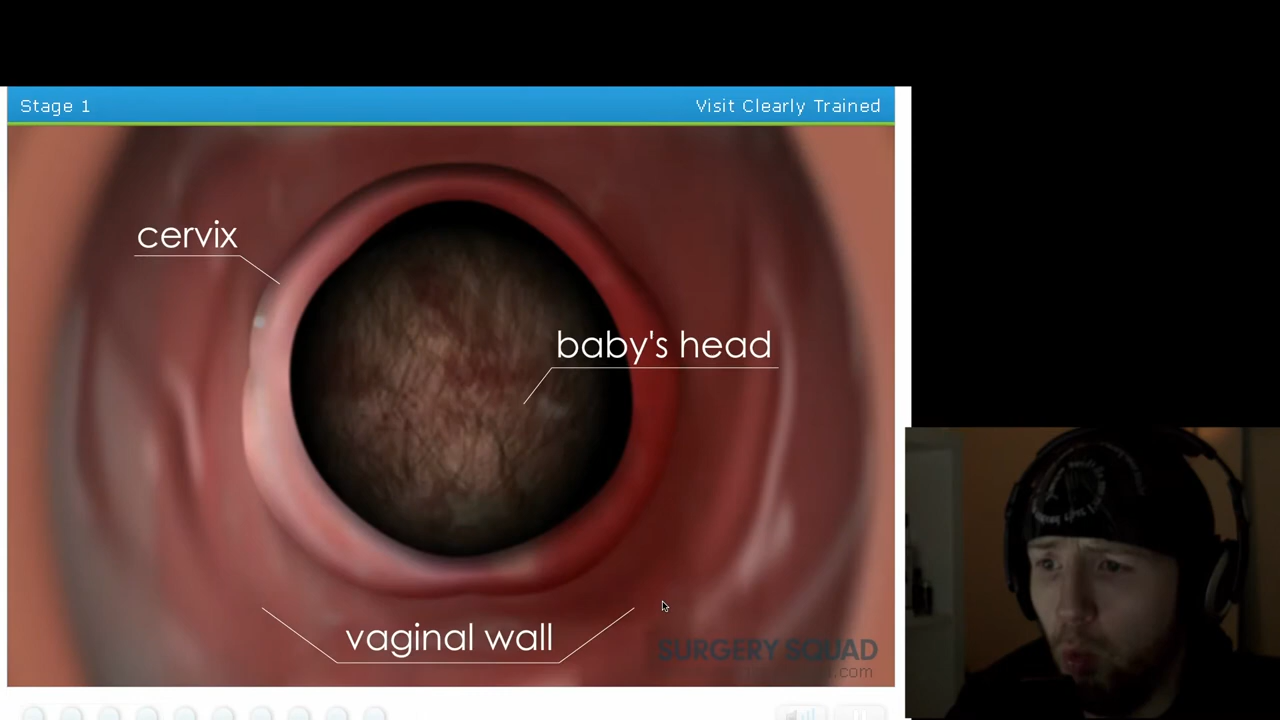 Stage 1
Visit Clearly Trained
cervix
baby's head
vaginal wall
SURGERY SQUAD